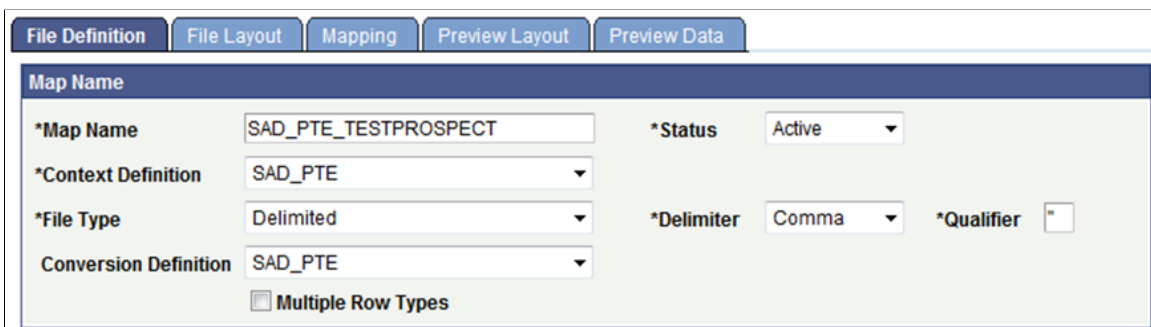 File Definition File Layout Mapping Preview Layout Preview Data
Map Name
*Map Name SAD_PTE_TESTPROSPECT *Status Active
*Context Definition SAD_PTE
*File Type Delimited *Delimiter Comma *Qualifier "
Conversion Definition SAD_PTE
Multiple Row Types